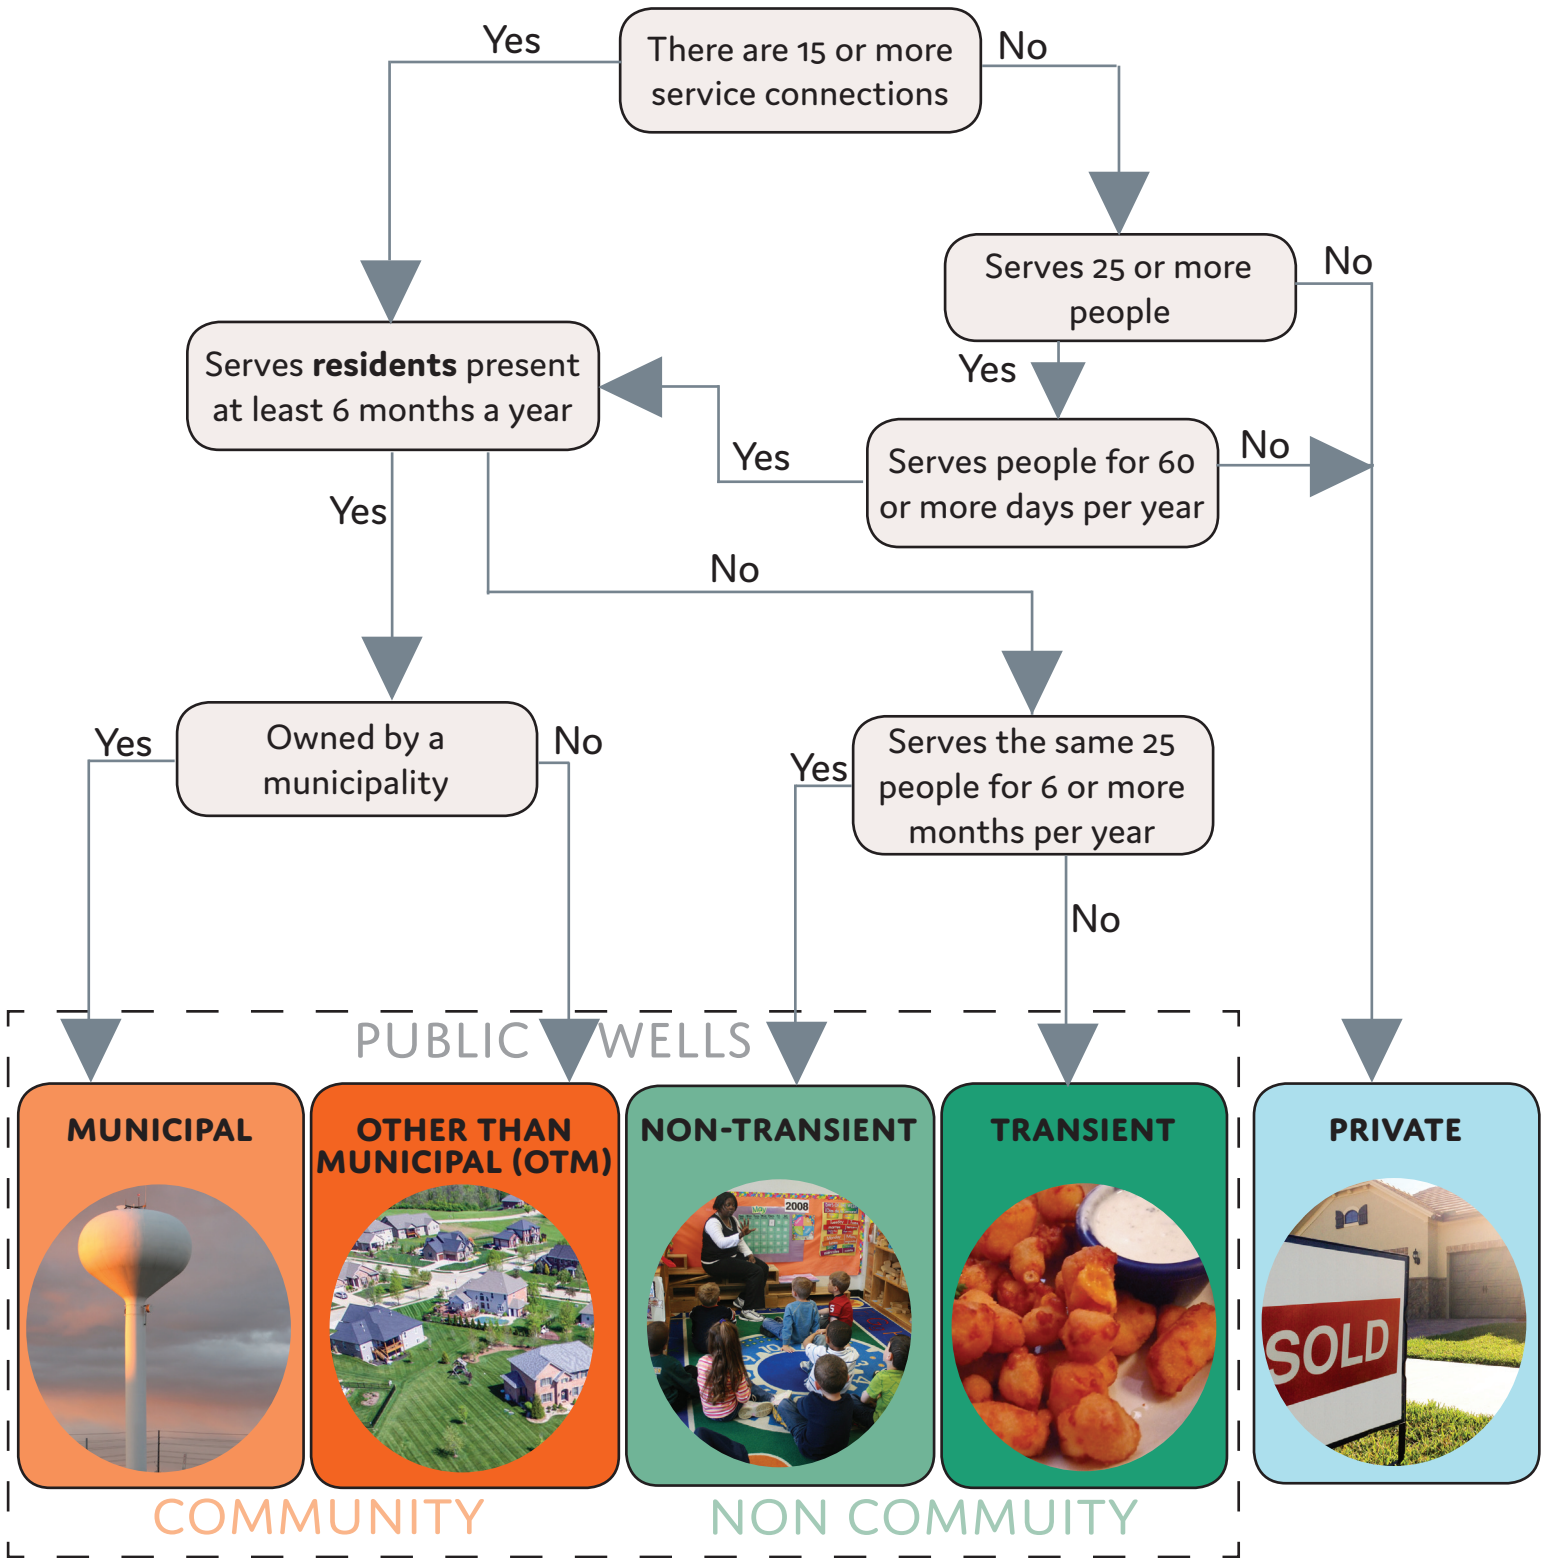 Yes
There are 15 or more
service connections
No
Serves 25 or more
people
No
Yes
Serves residents present
at least 6 months a year
Yes
Serves people for 60
or more days per year
No
Yes
No
Yes
Owned by a
municipality
No
Yes
Serves the same 25
people for 6 or more
months per year
No
PUBLIC WELLS
MUNICIPAL
OTHER THAN
MUNICIPAL (OTM)
NON-TRANSIENT
TRANSIENT
PRIVATE
May
2008
SOLD
COMMUNITY
NON COMMUITY